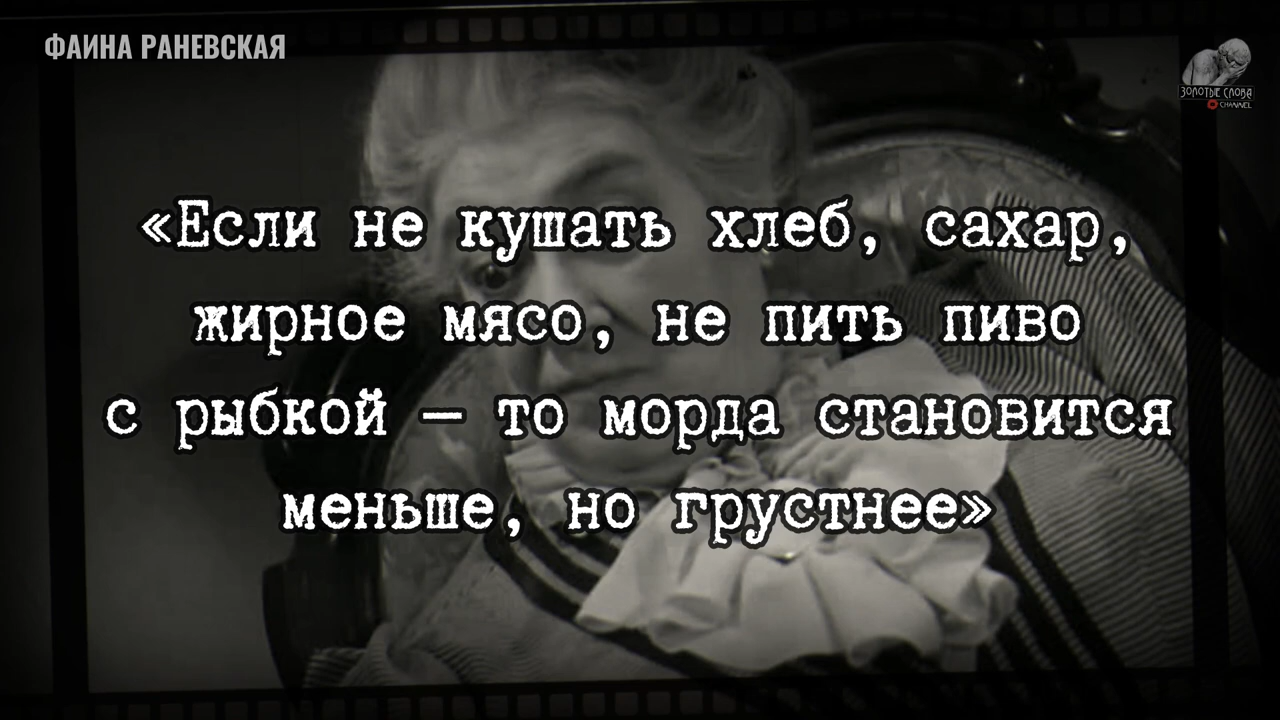 ФАИНА РАНЕВСКАЯ
ЗОЛОТЫЕ СЛОВА
CHANNEL
«Если не кушать хлеб, сахар,
жирное мясо, не пить пиво
с рыбкой — то морда становится
меньше, но грустнее»